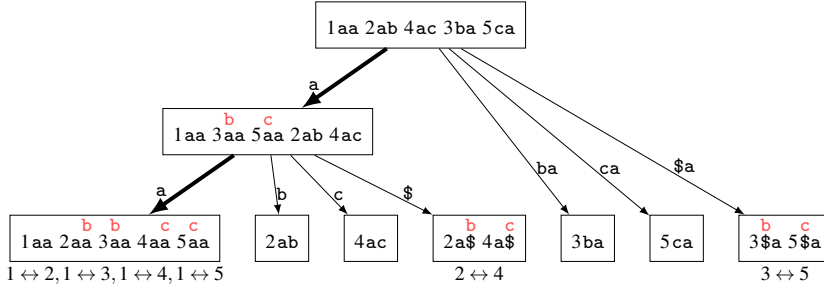 1aa 2ab 4ac 3ba 5ca
a
b c
1aa 3aa 5aa 2ab 4ac
ba ca $a
a b c $
b b c c
1aa 2aa 3aa 4aa 5aa
2ab
4ac
b c
2a$ 4a$
3ba
5ca
b c
3$a 5$a
1 ↔ 2, 1 ↔ 3, 1 ↔ 4, 1 ↔ 5
2 ↔ 4
3 ↔ 5